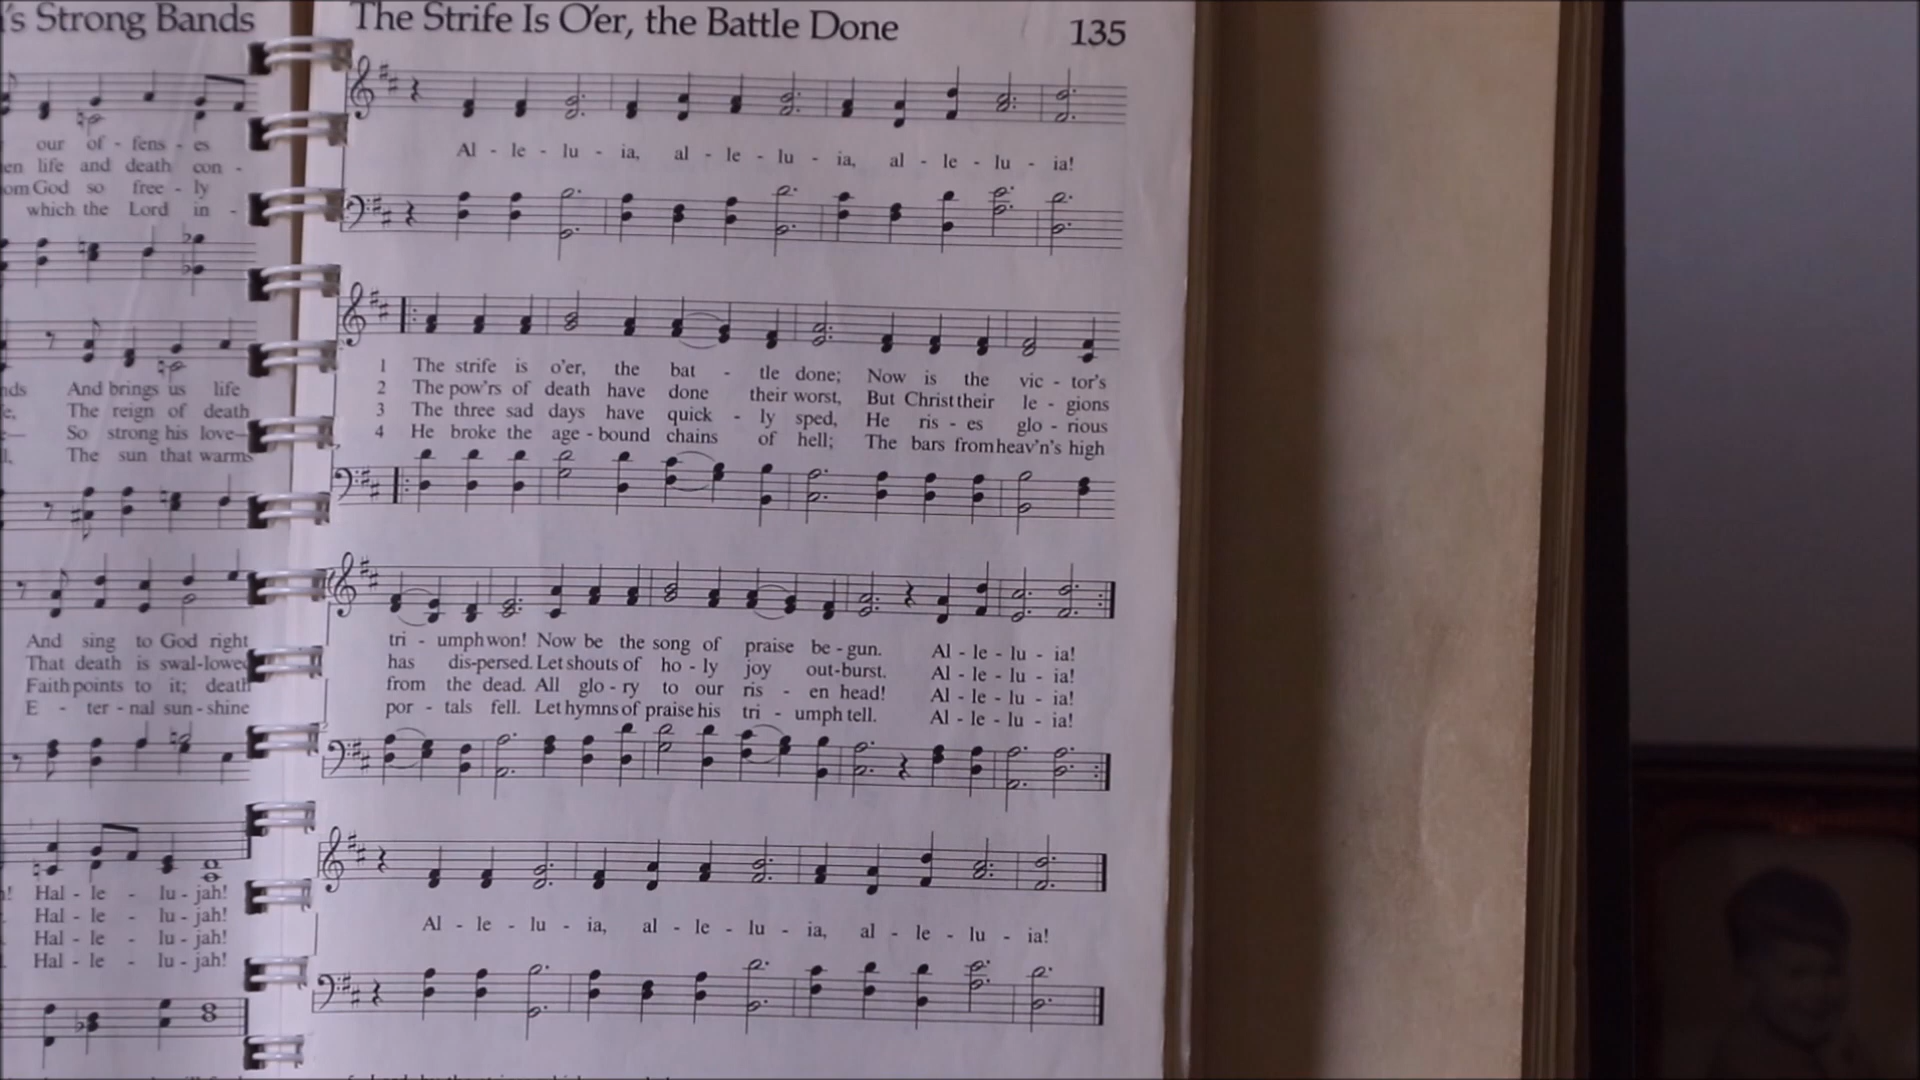 's Strong Bands
our of - fens - es
en life and death con -
om God so free - ly
which the Lord in -
nds And brings us life
e, The reign of death
So strong his love—
l, The sun that warms
And sing to God right
That death is swal-lowed
Faith points to it; death
E - ter - nal sun - shine
Hal - le - lu - jah!
Hal - le - lu - jah!
Hal - le - lu - jah!
Hal - le - lu - jah!
The Strife Is O'er, the Battle Done 135
Al - le - lu - ia, al - le - lu - ia, al - le - lu - ia!
1 The strife is o'er, the bat - tle done; Now is the vic - tor's
2 The pow'rs of death have done their worst, But Christ their le - gions
3 The three sad days have quick - ly sped, He ris - es glo - rious
4 He broke the age - bound chains of hell; The bars from heav'n's high
tri - umph won! Now be the song of praise be - gun. Al - le - lu - ia!
has dis-persed. Let shouts of ho - ly joy out-burst. Al - le - lu - ia!
from the dead. All glo - ry to our ris - en head! Al - le - lu - ia!
por - tals fell. Let hymns of praise his tri - umph tell. Al - le - lu - ia!
Al - le - lu - ia, al - le - lu - ia, al - le - lu - ia!